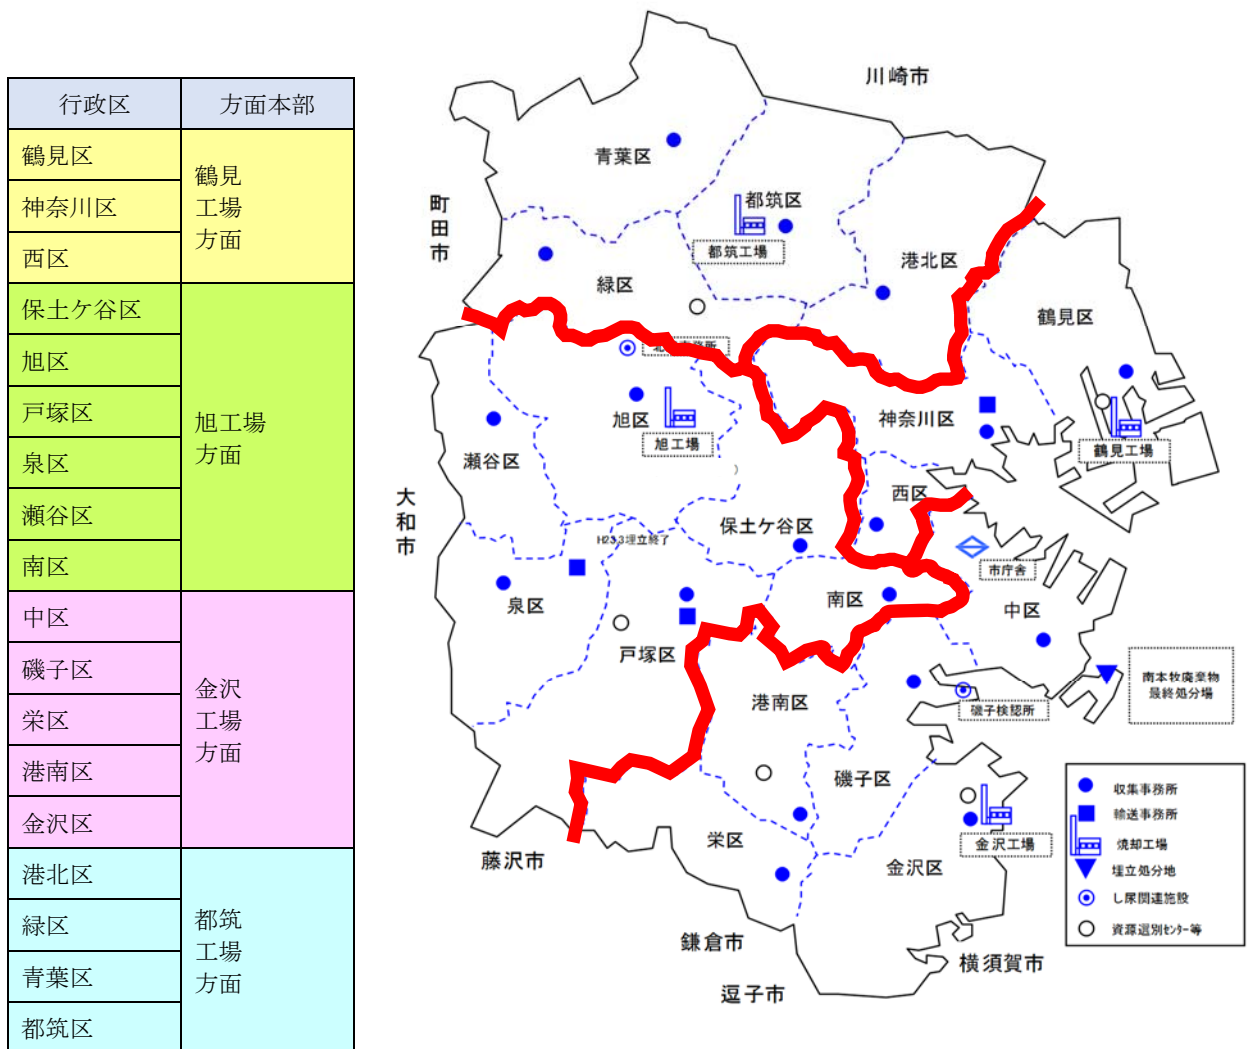 行政区
方面本部
鶴見区
神奈川区
西区
鶴見
工場
方面
保土ケ谷区
旭区
戸塚区
泉区
瀬谷区
南区
旭工場
方面
中区
磯子区
栄区
港南区
金沢区
金沢
工場
方面
港北区
緑区
青葉区
都筑区
都筑
工場
方面
川崎市
町田市
大和市
藤沢市
鎌倉市
逗子市
横須賀市
青葉区
都筑区
都筑工場
緑区
港北区
鶴見区
鶴見工場
神奈川区
旭区
旭工場
瀬谷区
西区
保土ケ谷区
H23.3埋立終了
市庁舎
泉区
南区
中区
戸塚区
南本牧廃棄物
最終処分場
港南区
磯子検認所
磯子区
栄区
金沢工場
金沢区
収集事務所
輸送事務所
焼却工場
埋立処分地
し尿関連施設
資源選別センター等